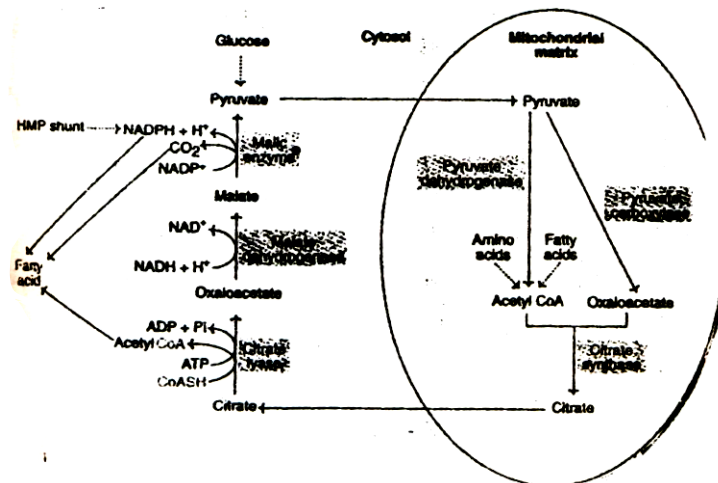 Glucose
Cytosol
Mitochondrial
matrix
Pyruvate
Pyruvate
HMP shunt
NADPH + H⁺
CO₂
NADP⁺
Malic
enzyme
Pyruvate
dehydrogenase
Pyruvate
carboxylase
Malate
NAD⁺
NADH + H⁺
Malate
dehydrogenase
Amino
acids
Fatty
acids
Fatty
acid
Oxaloacetate
Acetyl CoA
Oxaloacetate
ADP + Pi
Acetyl CoA
ATP
CoASH
Citrate
lyase
Citrate
synthase
Citrate
Citrate